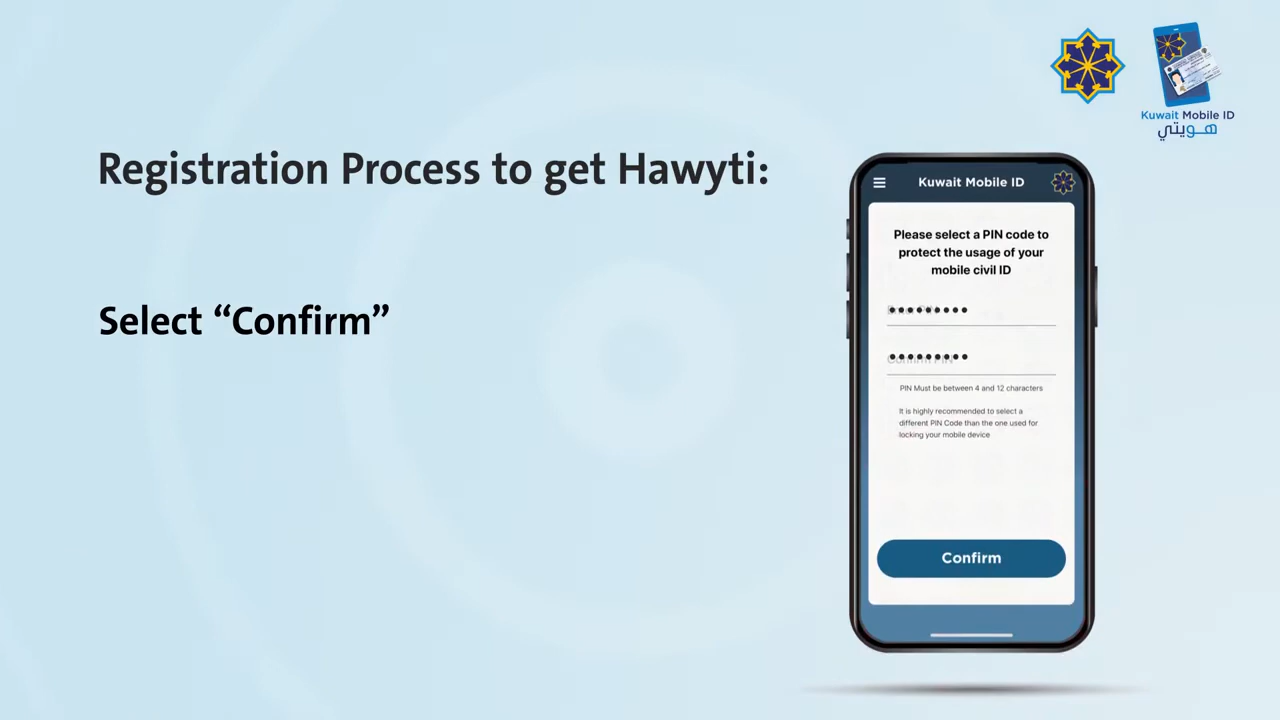 Kuwait Mobile ID
هويتي
Registration Process to get Hawyti:
Select “Confirm”
Kuwait Mobile ID
Please select a PIN code to
protect the usage of your
mobile civil ID
Confirm PIN
PIN Must be between 4 and 12 characters
It is highly recommended to select a
different PIN Code than the one used for
locking your mobile device
Confirm